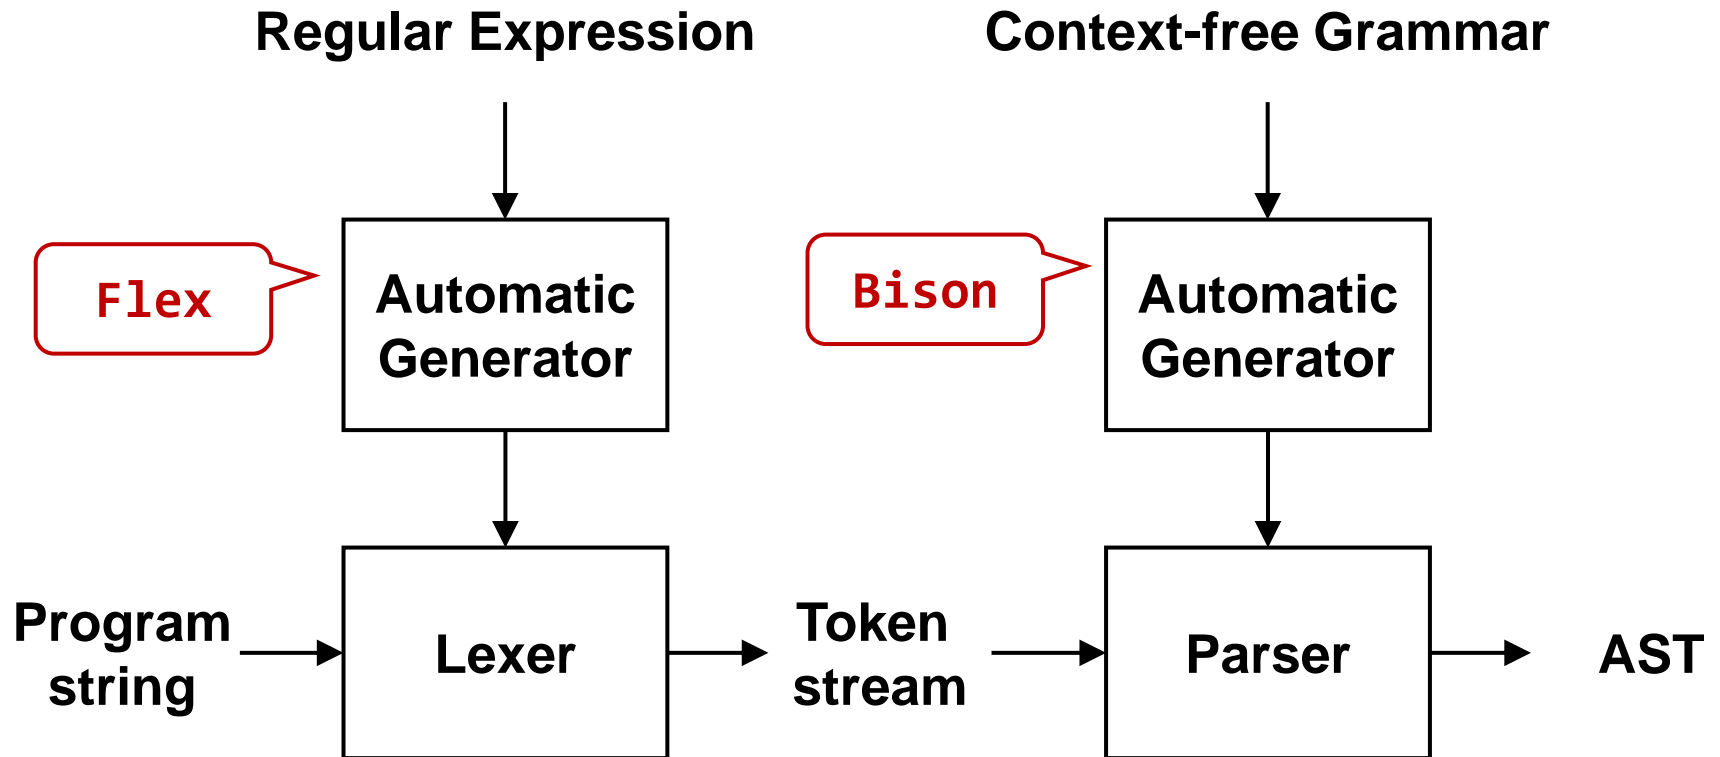 Regular Expression
Context-free Grammar
Flex
Automatic
Generator
Bison
Automatic
Generator
Program
string
Lexer
Token
stream
Parser
AST